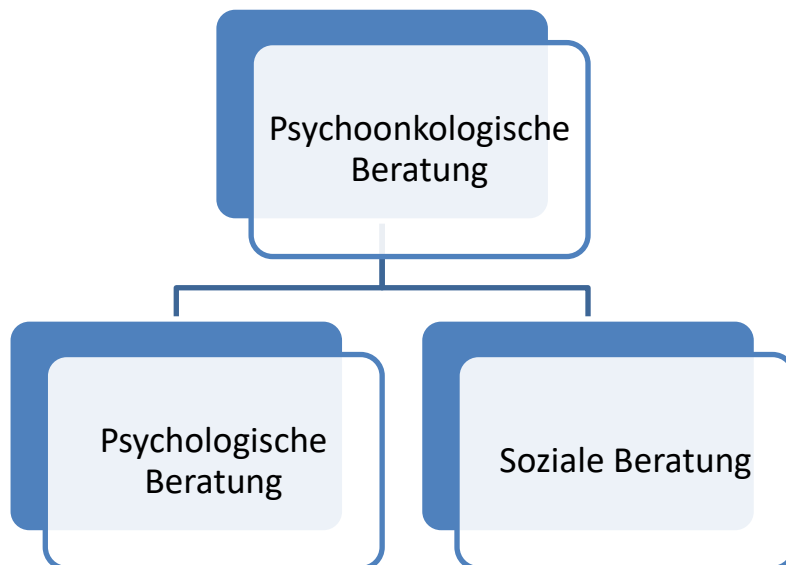 Psychoonkologische
Beratung
Psychologische
Beratung
Soziale Beratung